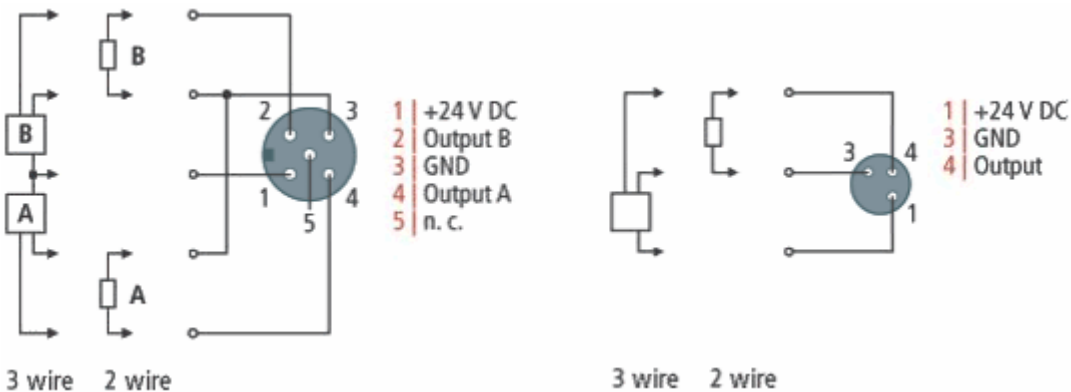 B
2
3
1
4
5
1 +24 V DC
2 Output B
3 GND
4 Output A
5 n. c.
B
A
A
3 wire 2 wire
3
4
1
1 +24 V DC
3 GND
4 Output
3 wire 2 wire